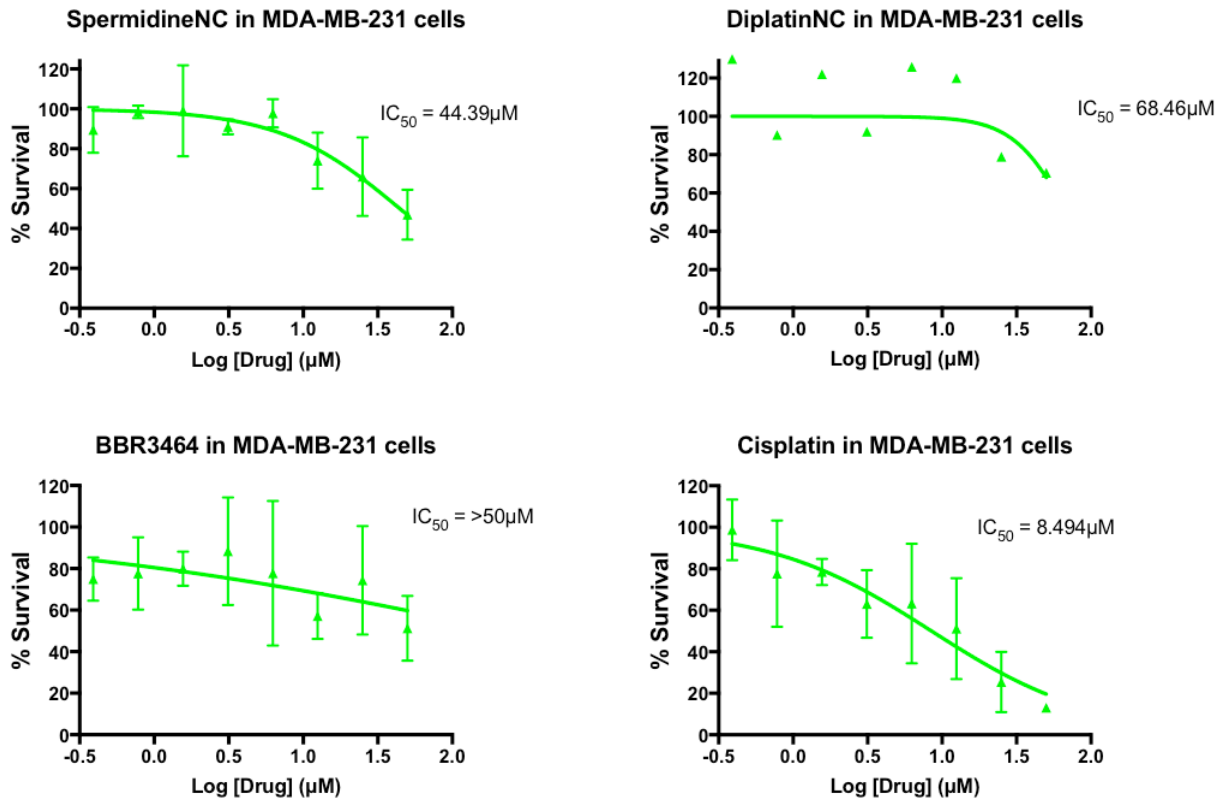 SpermidineNC in MDA-MB-231 cells
120
100
80
60
40
20
0
% Survival
IC50 = 44.39µM
-0.5 0.0 0.5 1.0 1.5 2.0
Log [Drug] (µM)
DiplatinNC in MDA-MB-231 cells
120
100
80
60
40
20
0
% Survival
IC50 = 68.46µM
-0.5 0.0 0.5 1.0 1.5 2.0
Log [Drug] (µM)
BBR3464 in MDA-MB-231 cells
120
100
80
60
40
20
0
% Survival
IC50 = >50µM
-0.5 0.0 0.5 1.0 1.5 2.0
Log [Drug] (µM)
Cisplatin in MDA-MB-231 cells
120
100
80
60
40
20
0
% Survival
IC50 = 8.494µM
-0.5 0.0 0.5 1.0 1.5 2.0
Log [Drug] (µM)